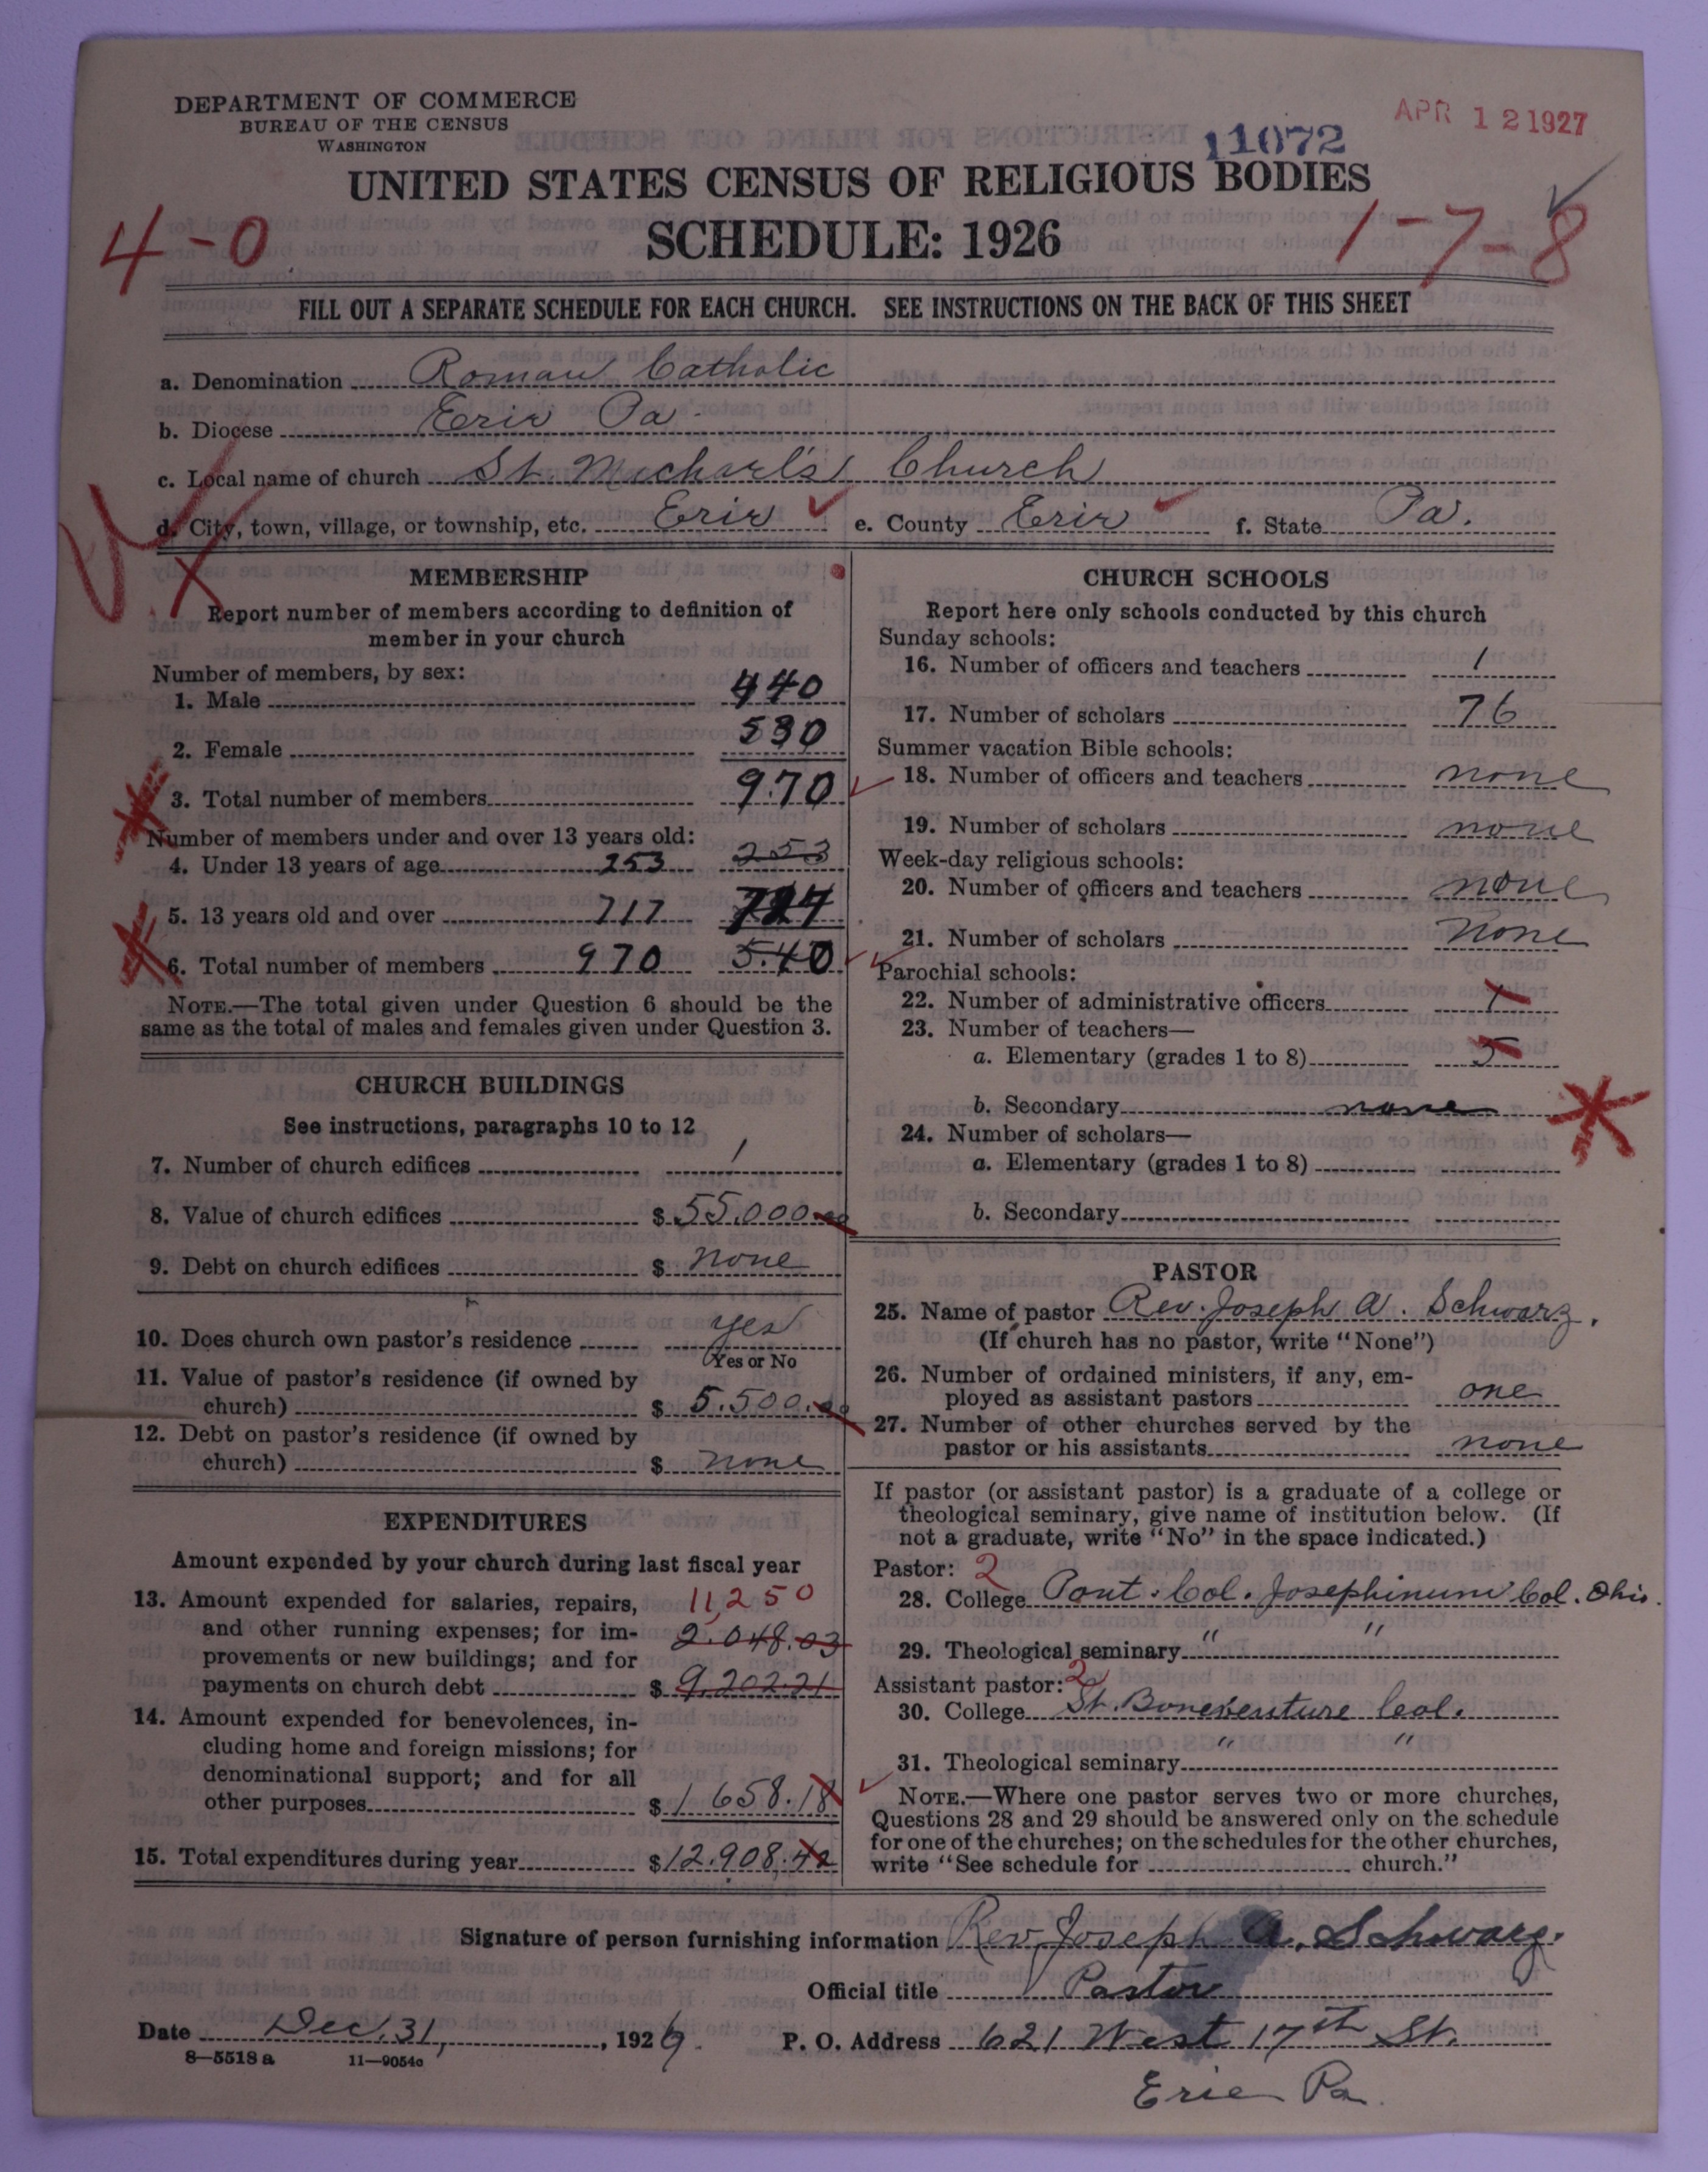 DEPARTMENT OF COMMERCE
BUREAU OF THE CENSUS
WASHINGTON
11072
APR 12 1927
UNITED STATES CENSUS OF RELIGIOUS BODIES
SCHEDULE: 1926
4-0
1-7-8
FILL OUT A SEPARATE SCHEDULE FOR EACH CHURCH. SEE INSTRUCTIONS ON THE BACK OF THIS SHEET
a. Denomination Roman Catholic
b. Diocese Erie Pa.
c. Local name of church St. Michael's Church
d. City, town, village, or township, etc. Erie e. County Erie f. State Pa.
MEMBERSHIP
Report number of members according to definition of
member in your church
Number of members, by sex:
1. Male 440
2. Female 530
3. Total number of members 970
Number of members under and over 13 years old:
4. Under 13 years of age 253 253
5. 13 years old and over 717
6. Total number of members 970 540
NOTE.—The total given under Question 6 should be the
same as the total of males and females given under Question 3.
CHURCH BUILDINGS
See instructions, paragraphs 10 to 12
7. Number of church edifices 1
8. Value of church edifices $ 55.000.00
9. Debt on church edifices $ none
10. Does church own pastor's residence yes
Yes or No
11. Value of pastor's residence (if owned by
church) $ 5.500.00
12. Debt on pastor's residence (if owned by
church) $ none
EXPENDITURES
Amount expended by your church during last fiscal year
13. Amount expended for salaries, repairs, 11,250
and other running expenses; for im- 2.048.03
provements or new buildings; and for
payments on church debt $ 9,202.21
14. Amount expended for benevolences, in-
cluding home and foreign missions; for
denominational support; and for all
other purposes $ 1 658.18
15. Total expenditures during year $ 12.908.42
CHURCH SCHOOLS
Report here only schools conducted by this church
Sunday schools:
16. Number of officers and teachers 1
17. Number of scholars 76
Summer vacation Bible schools:
18. Number of officers and teachers none
19. Number of scholars none
Week-day religious schools:
20. Number of officers and teachers none
21. Number of scholars none
Parochial schools:
22. Number of administrative officers 1
23. Number of teachers—
a. Elementary (grades 1 to 8) 5
b. Secondary none
24. Number of scholars—
a. Elementary (grades 1 to 8)
b. Secondary
PASTOR
25. Name of pastor Rev. Joseph A. Schwarz.
(If church has no pastor, write "None")
26. Number of ordained ministers, if any, em-
ployed as assistant pastors one
27. Number of other churches served by the
pastor or his assistants none
If pastor (or assistant pastor) is a graduate of a college or
theological seminary, give name of institution below. (If
not a graduate, write "No" in the space indicated.)
Pastor: 2
28. College Pont. Col. Josephinum Col. Ohio.
29. Theological seminary " "
Assistant pastor: 2
30. College St. Boneventure Col.
31. Theological seminary " "
NOTE.—Where one pastor serves two or more churches,
Questions 28 and 29 should be answered only on the schedule
for one of the churches; on the schedules for the other churches,
write "See schedule for church."
Signature of person furnishing information Rev. Joseph A. Schwarz.
Official title Pastor
Date Dec. 31, 1926. P. O. Address 621 West 17th St.
8—5518 a 11—9054a
Erie Pa.